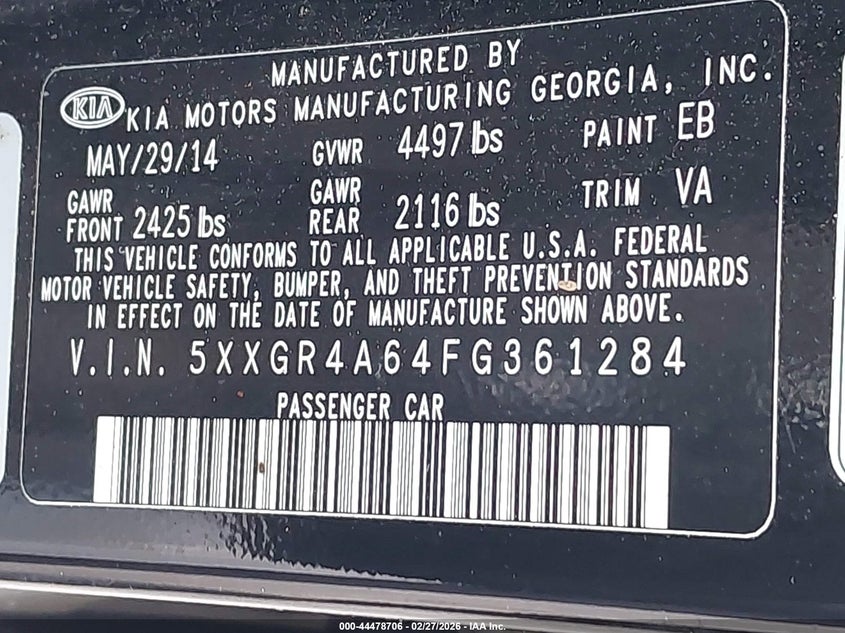 MANUFACTURED BY
KIA KIA MOTORS MANUFACTURING GEORGIA, INC.
MAY/29/14 GVWR 4497 lbs PAINT EB
GAWR FRONT 2425 lbs GAWR REAR 2116 lbs TRIM VA
THIS VEHICLE CONFORMS TO ALL APPLICABLE U.S.A. FEDERAL
MOTOR VEHICLE SAFETY, BUMPER, AND THEFT PREVENTION STANDARDS
IN EFFECT ON THE DATE OF MANUFACTURE SHOWN ABOVE.
V.I.N. 5XXGR4A64FG361284
PASSENGER CAR
000-44478706 - 02/27/2026 - IAA Inc.